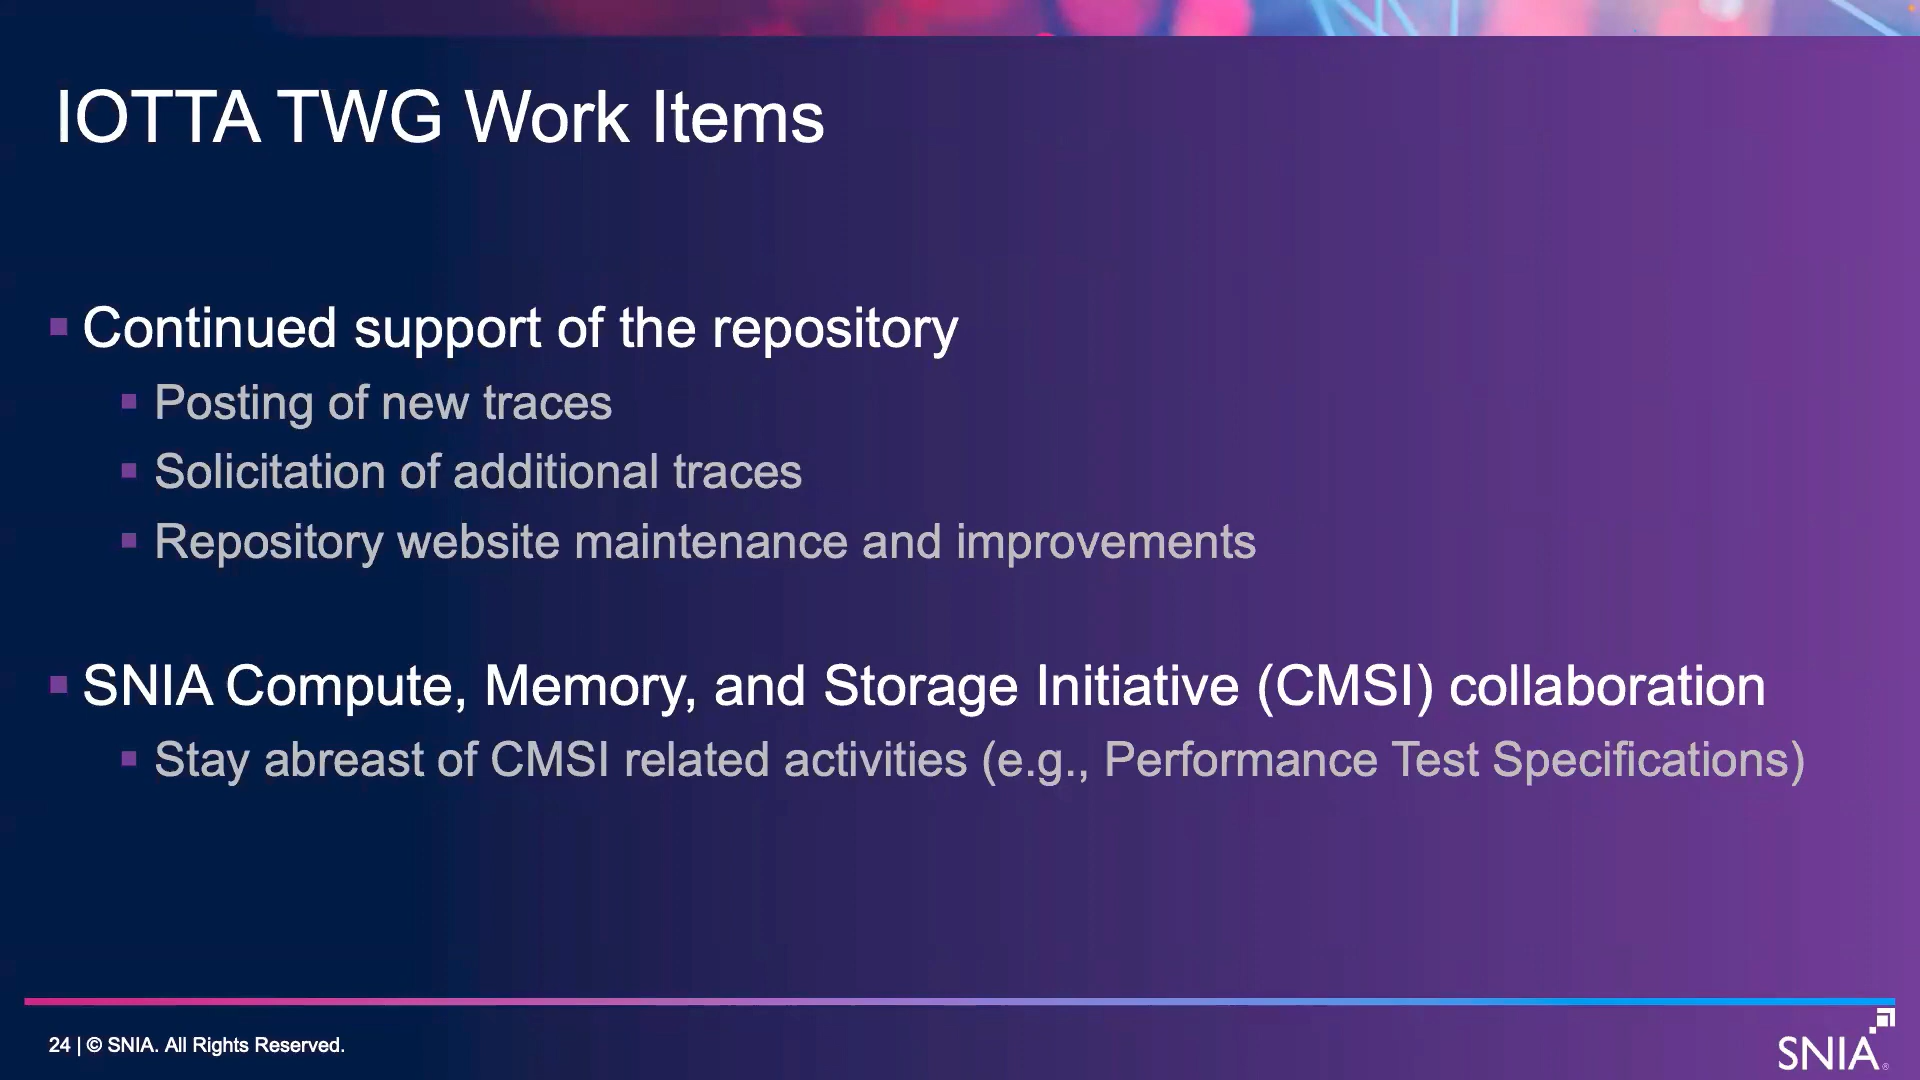 IOTTA TWG Work Items
Continued support of the repository
Posting of new traces
Solicitation of additional traces
Repository website maintenance and improvements
SNIA Compute, Memory, and Storage Initiative (CMSI) collaboration
Stay abreast of CMSI related activities (e.g., Performance Test Specifications)
24 | © SNIA. All Rights Reserved.
SNIA®